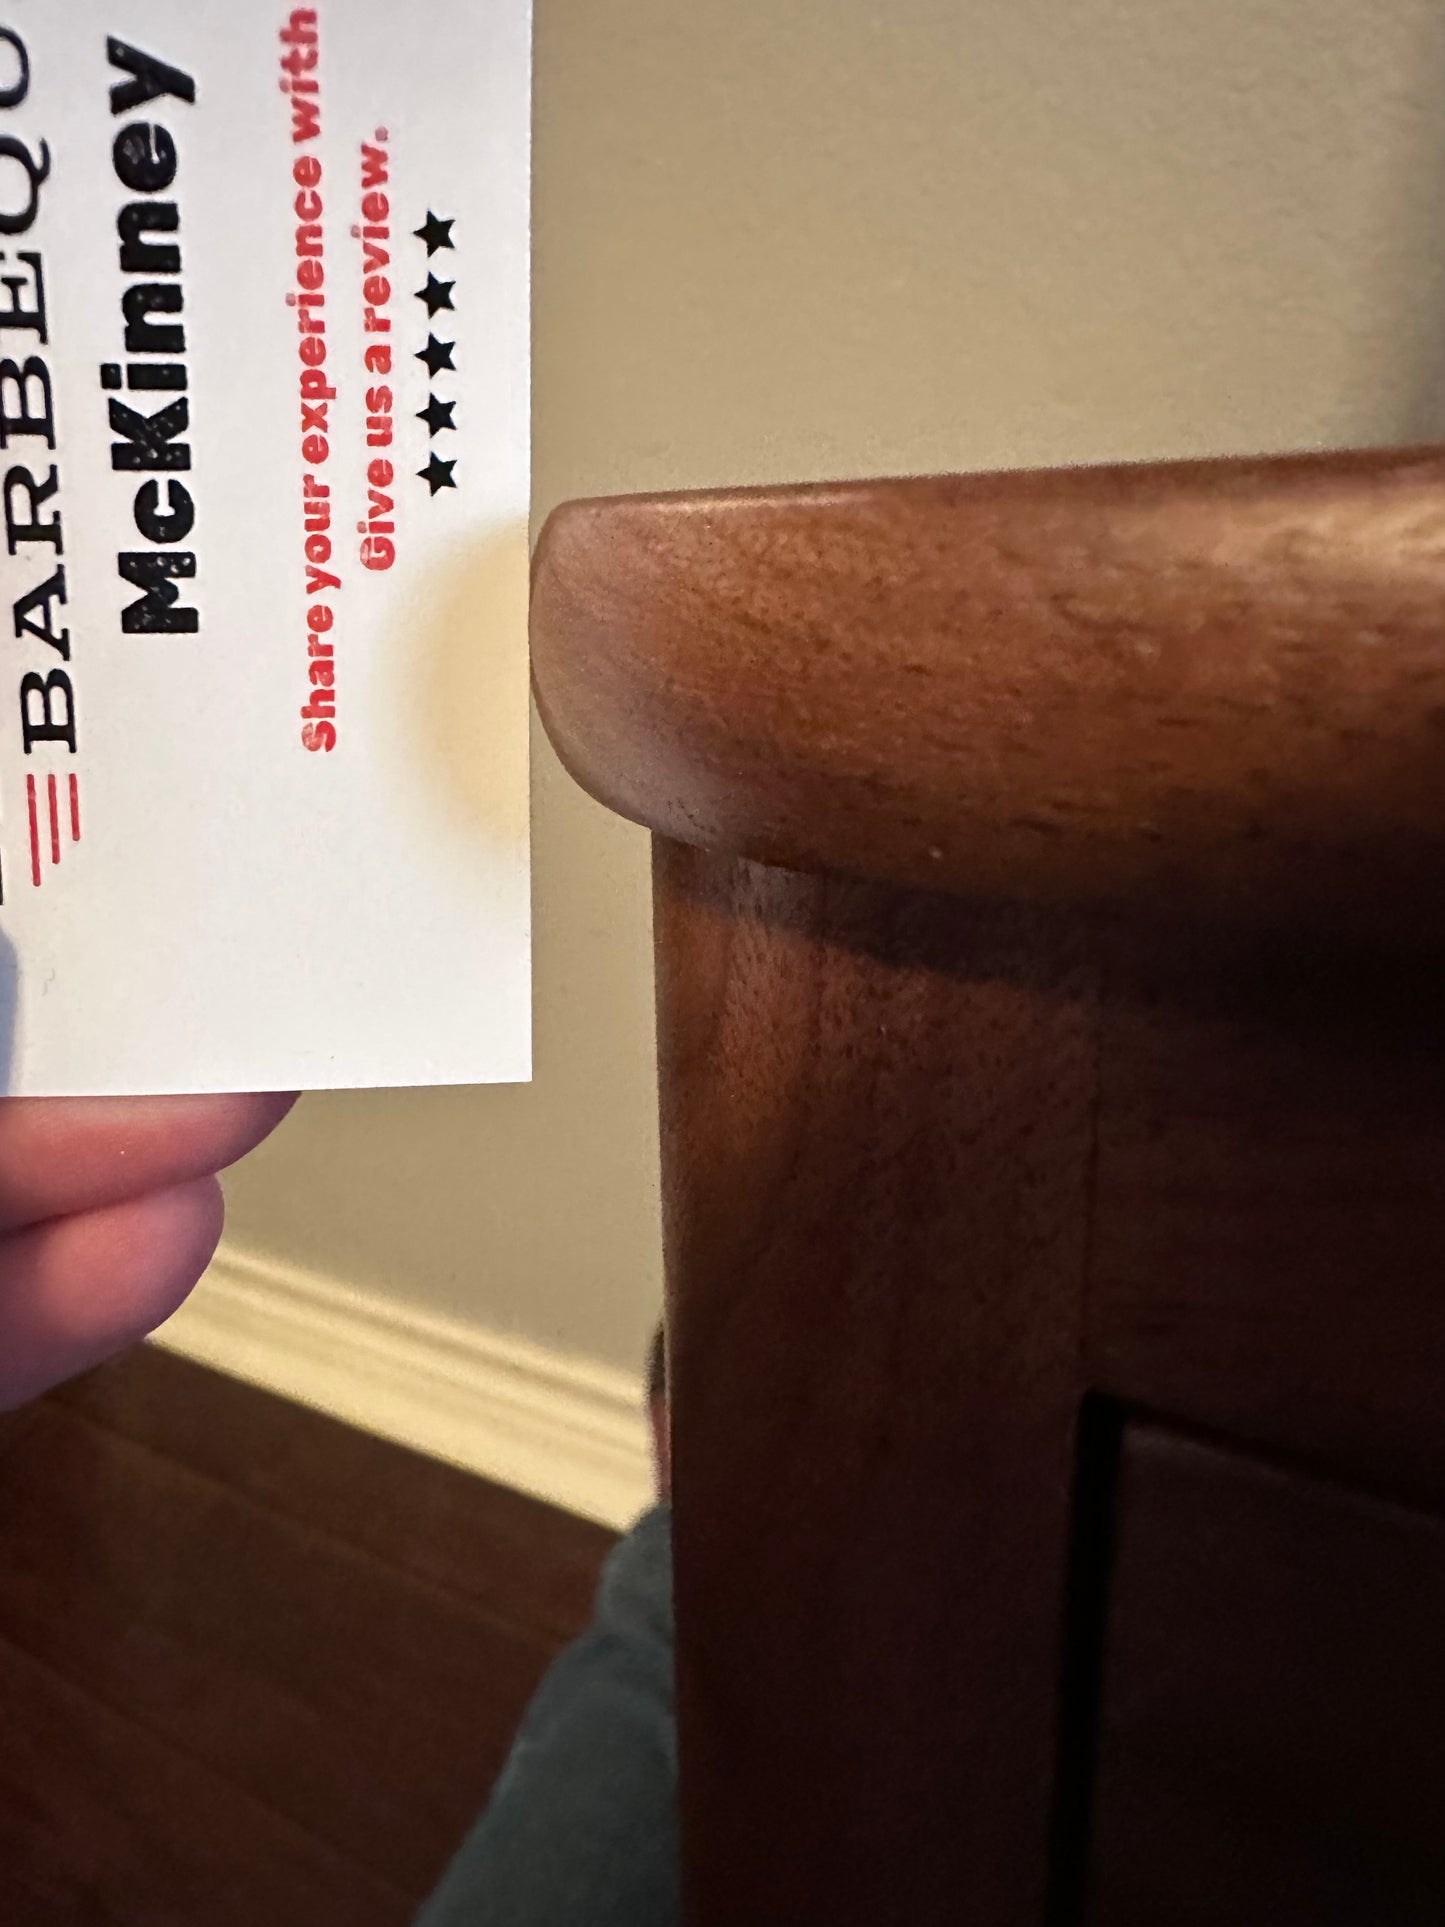 BARBEQU
McKinney
Share your experience with
Give us a review.